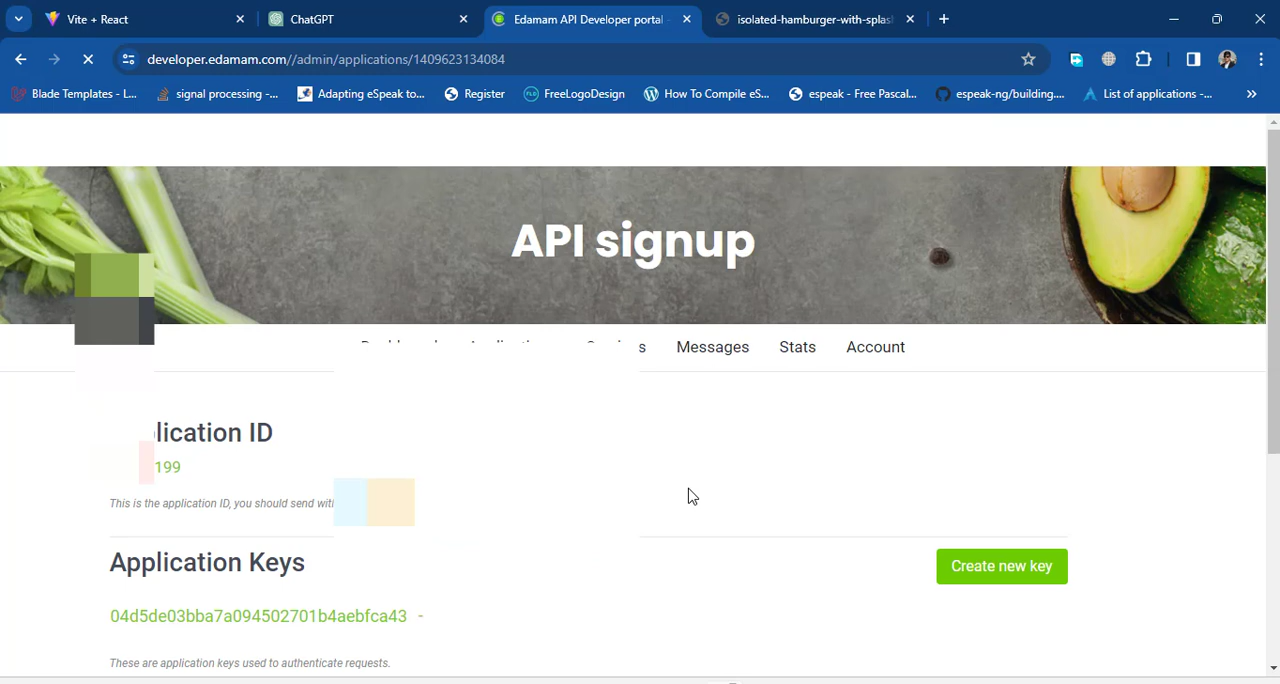 Vite + React
ChatGPT
Edamam API Developer portal
isolated-hamburger-with-splas
developer.edamam.com//admin/applications/1409623134084
Blade Templates - L...
signal processing -...
Adapting eSpeak to...
Register
FLD
FreeLogoDesign
How To Compile eS...
espeak - Free Pascal...
espeak-ng/building....
List of applications -...
API signup
Messages
Stats
Account
lication ID
199
This is the application ID, you should send with
Application Keys
Create new key
04d5de03bba7a094502701b4aebfca43 -
These are application keys used to authenticate requests.